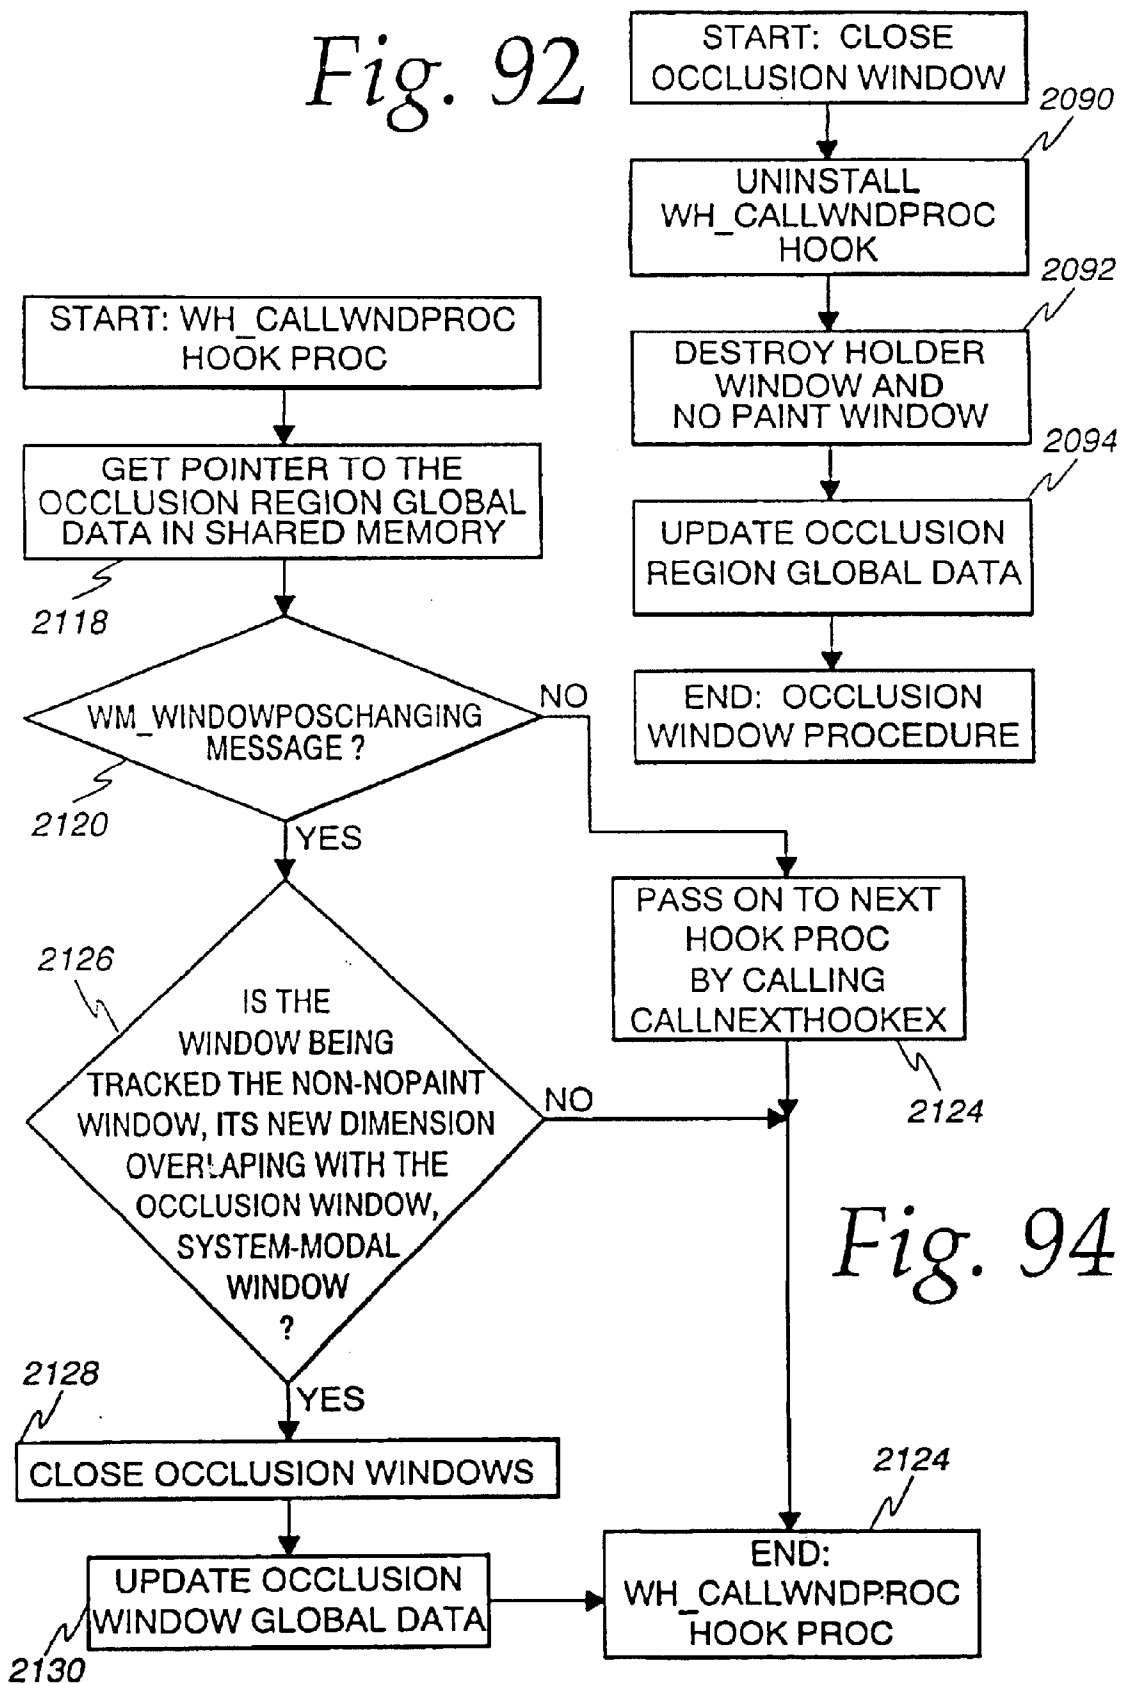 Fig. 92
START: CLOSE
OCCLUSION WINDOW
2090
UNINSTALL
WH_CALLWNDPROC
HOOK
2092
DESTROY HOLDER
WINDOW AND
NO PAINT WINDOW
2094
UPDATE OCCLUSION
REGION GLOBAL DATA
END: OCCLUSION
WINDOW PROCEDURE
START: WH_CALLWNDPROC
HOOK PROC
GET POINTER TO THE
OCCLUSION REGION GLOBAL
DATA IN SHARED MEMORY
2118
WM_WINDOWPOSCHANGING
MESSAGE ?
NO
2120
YES
PASS ON TO NEXT
HOOK PROC
BY CALLING
CALLNEXTHOOKEX
2124
2126
IS THE
WINDOW BEING
TRACKED THE NON-NOPAINT
WINDOW, ITS NEW DIMENSION
OVERLAPING WITH THE
OCCLUSION WINDOW,
SYSTEM-MODAL
WINDOW
?
NO
Fig. 94
YES
2128
CLOSE OCCLUSION WINDOWS
UPDATE OCCLUSION
WINDOW GLOBAL DATA
2130
2124
END:
WH_CALLWNDPROC
HOOK PROC